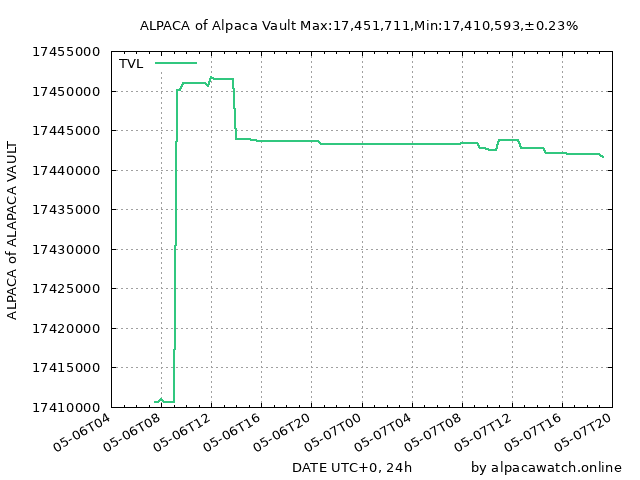 ALPACA of Alpaca Vault Max:17,451,711,Min:17,410,593,±0.23%
TVL
ALPACA of ALAPACA VAULT
17455000
17450000
17445000
17440000
17435000
17430000
17425000
17420000
17415000
17410000
05-06T04
05-06T08
05-06T12
05-06T16
05-06T20
05-07T00
05-07T04
05-07T08
05-07T12
05-07T16
05-07T20
DATE UTC+0, 24h
by alpacawatch.online